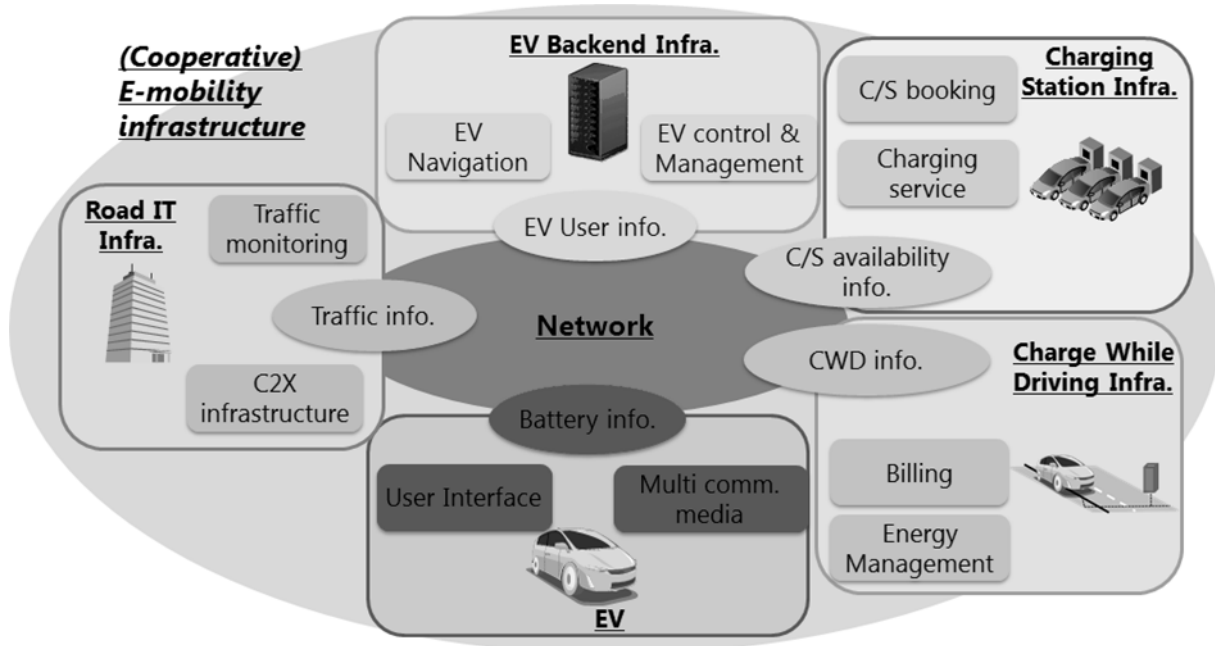 (Cooperative)
E-mobility
infrastructure
EV Backend Infra.
EV
Navigation
EV control &
Management
EV User info.
Charging
Station Infra.
C/S booking
Charging
service
C/S availability
info.
Road IT
Infra.
Traffic
monitoring
Traffic info.
C2X
infrastructure
Network
CWD info.
Charge While
Driving Infra.
Billing
Energy
Management
Battery info.
User Interface
Multi comm.
media
EV